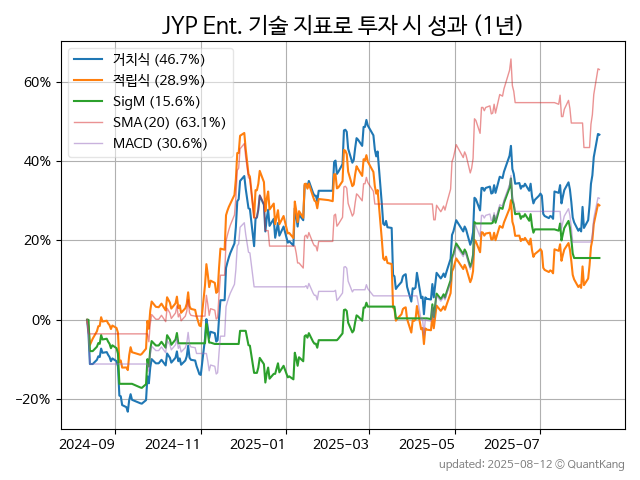 JYP Ent. 기술 지표로 투자 시 성과 (1년)
거치식 (46.7%)
적립식 (28.9%)
SigM (15.6%)
SMA(20) (63.1%)
MACD (30.6%)
60%
40%
20%
0%
−20%
2024-09 2024-11 2025-01 2025-03 2025-05 2025-07
updated: 2025-08-12 © QuantKang